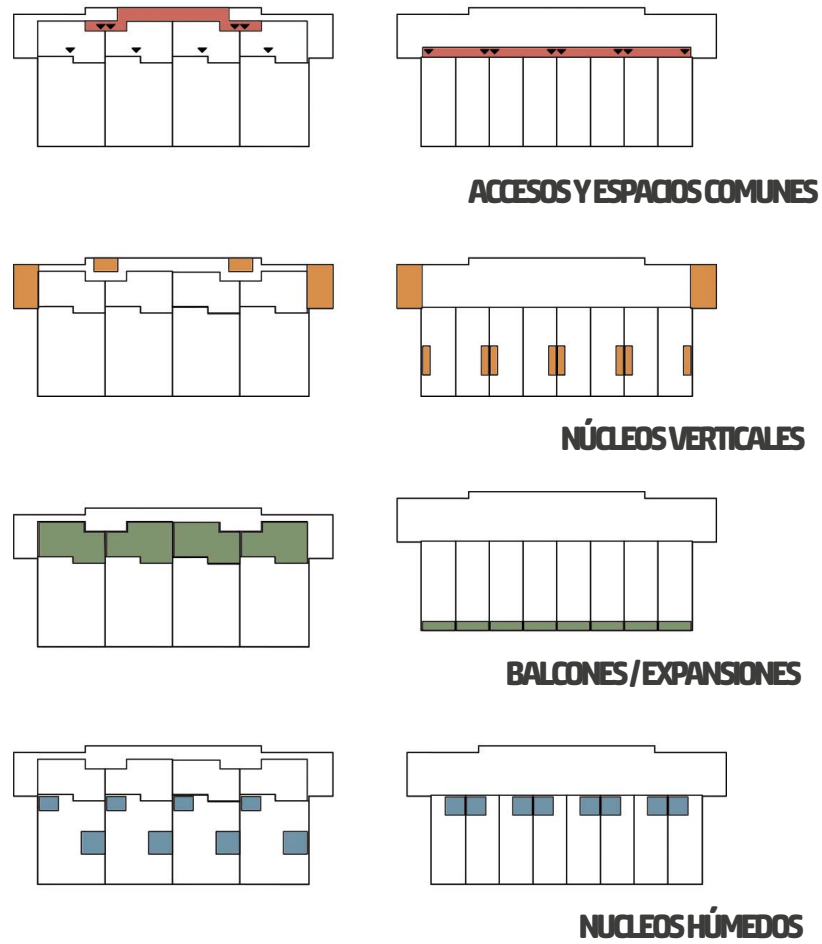 ACCESOS Y ESPACIOS COMUNES
NÚCLEOS VERTICALES
BALCONES / EXPANSIONES
NUCLEOS HÚMEDOS